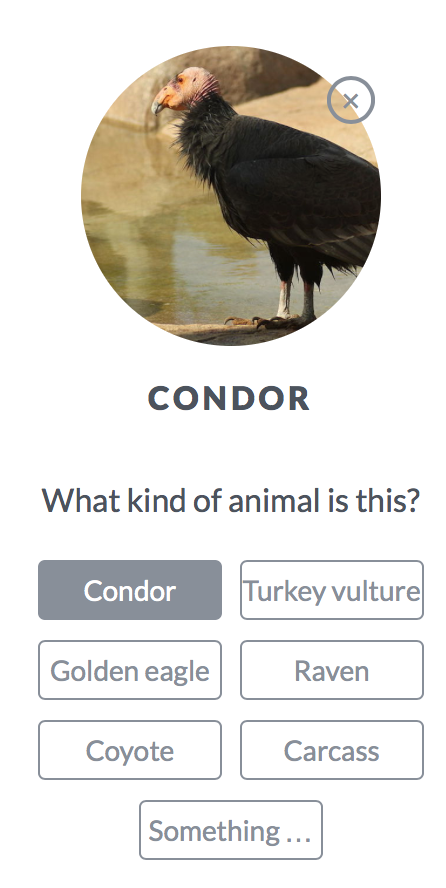 CONDOR
What kind of animal is this?
Condor
Turkey vulture
Golden eagle
Raven
Coyote
Carcass
Something ...